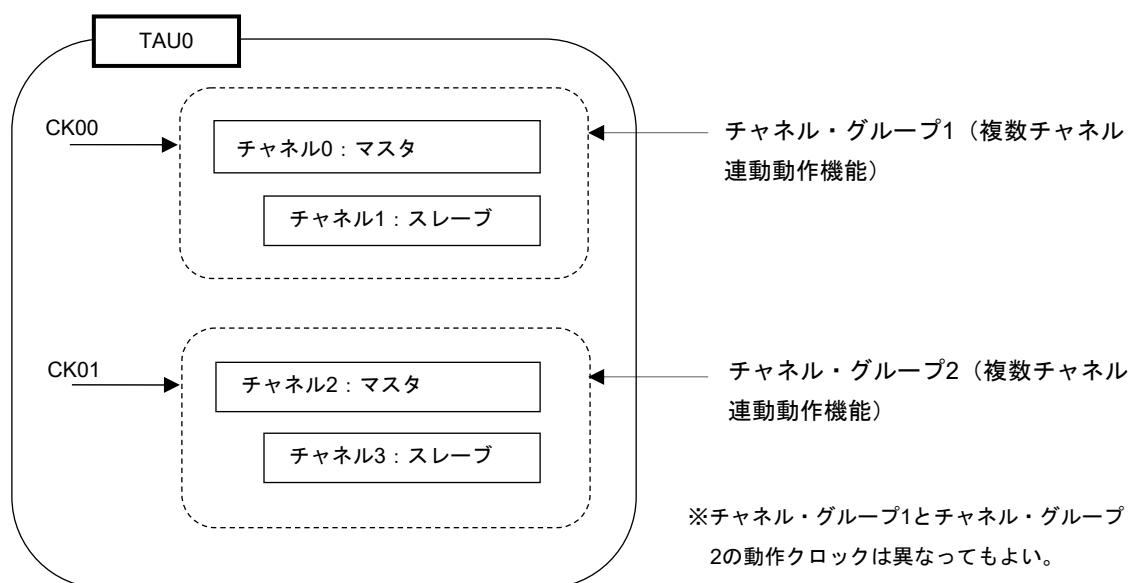 TAU0
CK00
チャネル0：マスタ
チャネル1：スレーブ
チャネル・グループ1（複数チャネル
連動動作機能）
CK01
チャネル2：マスタ
チャネル3：スレーブ
チャネル・グループ2（複数チャネル
連動動作機能）
※チャネル・グループ1とチャネル・グループ
2の動作クロックは異なってもよい。